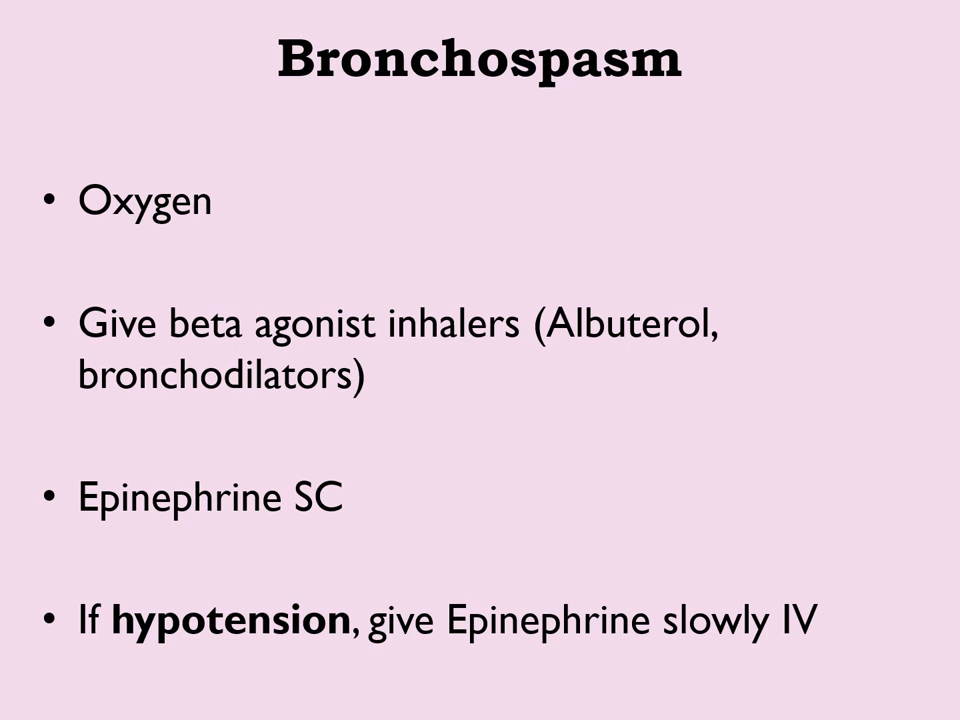 Bronchospasm
• Oxygen
• Give beta agonist inhalers (Albuterol,
bronchodilators)
• Epinephrine SC
• If hypotension, give Epinephrine slowly IV